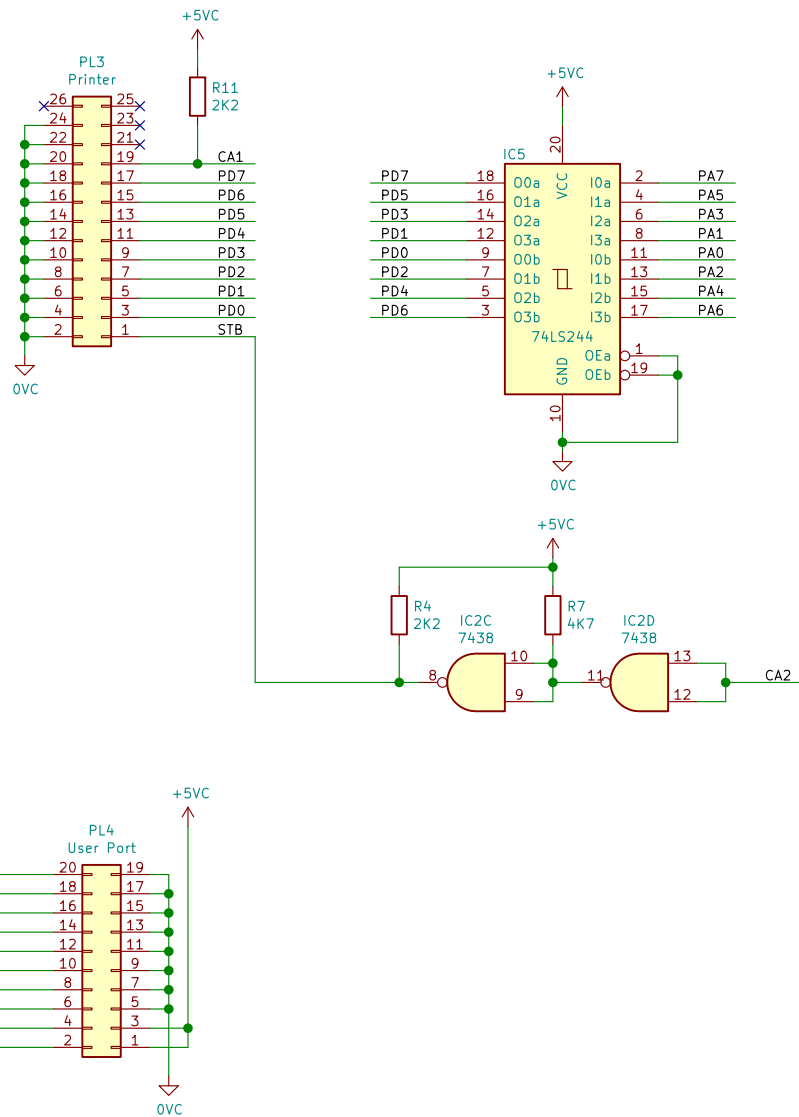 +5VC
PL3
Printer
R11
2K2
26 25
24 23
22 21
20 19 CA1
18 17 PD7
16 15 PD6
14 13 PD5
12 11 PD4
10 9 PD3
8 7 PD2
6 5 PD1
4 3 PD0
2 1 STB
0VC
+5VC
20
IC5
VCC
PD7 18 O0a I0a 2 PA7
PD5 16 O1a I1a 4 PA5
PD3 14 O2a I2a 6 PA3
PD1 12 O3a I3a 8 PA1
PD0 9 O0b I0b 11 PA0
PD2 7 O1b I1b 13 PA2
PD4 5 O2b I2b 15 PA4
PD6 3 O3b I3b 17 PA6
74LS244
OEa 1
OEb 19
GND
10
0VC
+5VC
R4
2K2
R7
4K7
IC2C
7438
IC2D
7438
10
9
8
13
12
11
CA2
+5VC
PL4
User Port
20 19
18 17
16 15
14 13
12 11
10 9
8 7
6 5
4 3
2 1
0VC